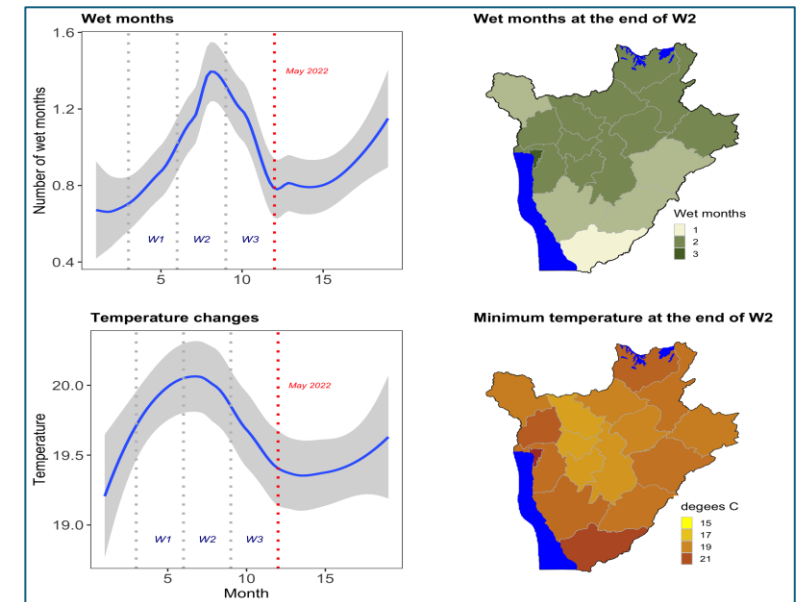 Wet months
Number of wet months
1.6
1.2
0.8
0.4
May 2022
W1 W2 W3
5 10 15
Wet months at the end of W2
Wet months
1
2
3
Temperature changes
Temperature
20.0
19.5
19.0
May 2022
W1 W2 W3
5 10 15
Month
Minimum temperature at the end of W2
degees C
15
17
19
21